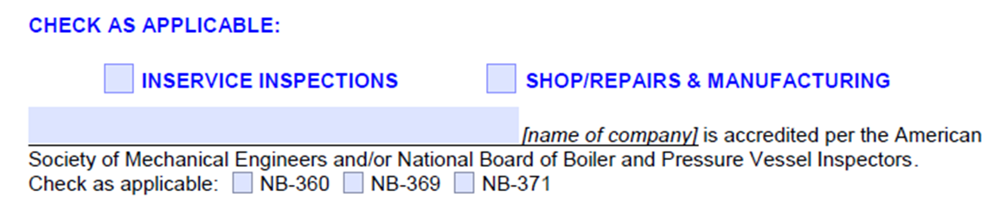 CHECK AS APPLICABLE:
INSERVICE INSPECTIONS SHOP/REPAIRS & MANUFACTURING
[name of company] is accredited per the American
Society of Mechanical Engineers and/or National Board of Boiler and Pressure Vessel Inspectors.
Check as applicable: NB-360 NB-369 NB-371